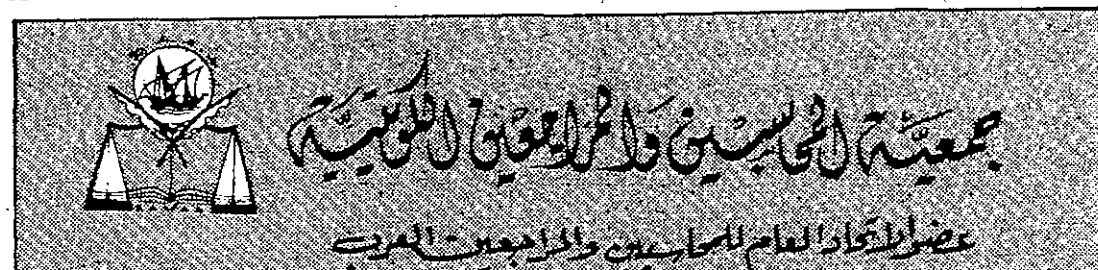 جمعية المحاسبين والمراجعين الكويتية
عضو الاتحاد العام للمحاسبين والمراجعين العرب